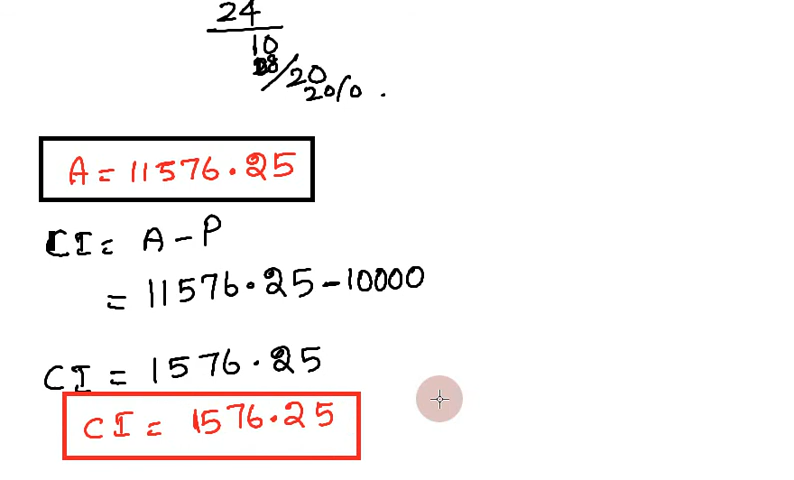 24
10
/20
20/0 .
A = 11576.25
CI = A - P
= 11576.25 - 10000
CI = 1576.25
CI = 1576.25